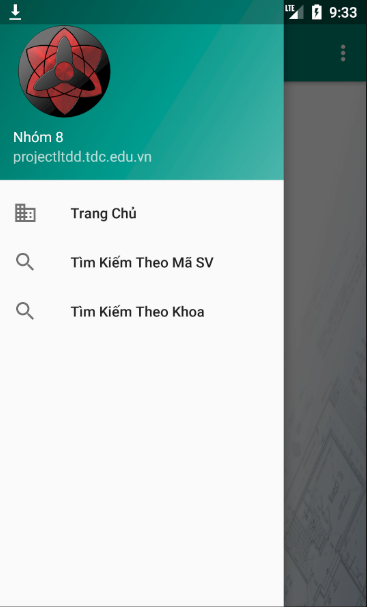 LTE 9:33
Nhóm 8
projectltdd.tdc.edu.vn
Trang Chủ
Tìm Kiếm Theo Mã SV
Tìm Kiếm Theo Khoa